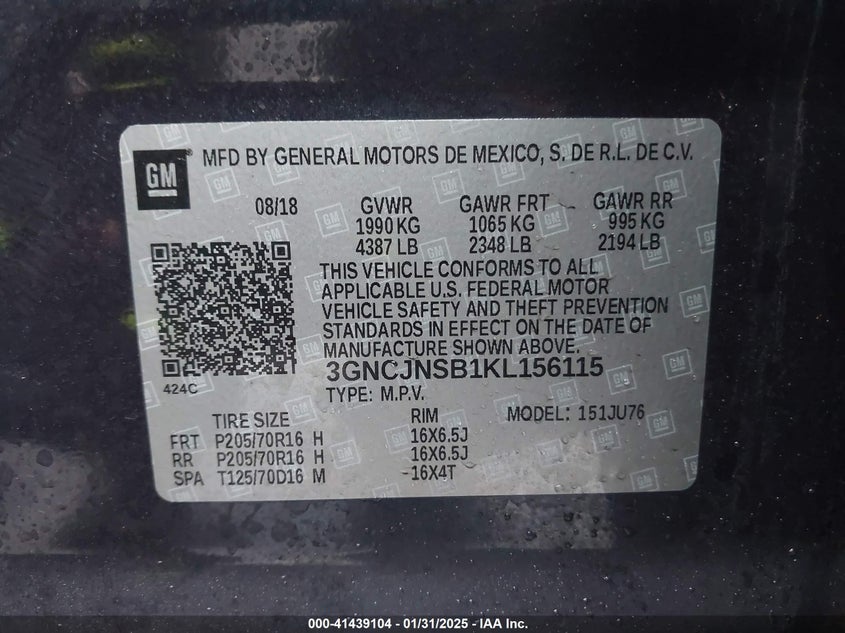 GM ® MFD BY GENERAL MOTORS DE MEXICO, S. DE R.L. DE C.V.
08/18 GVWR GAWR FRT GAWR RR
1990 KG 1065 KG 995 KG
4387 LB 2348 LB 2194 LB
THIS VEHICLE CONFORMS TO ALL
APPLICABLE U.S. FEDERAL MOTOR
VEHICLE SAFETY AND THEFT PREVENTION
STANDARDS IN EFFECT ON THE DATE OF
MANUFACTURE SHOWN ABOVE.
424C 3GNCJNSB1KL156115
TYPE: M.P.V.
TIRE SIZE RIM MODEL: 151JU76
FRT P205/70R16 H 16X6.5J
RR P205/70R16 H 16X6.5J
SPA T125/70D16 M 16X4T
000-41439104 - 01/31/2025 - IAA Inc.